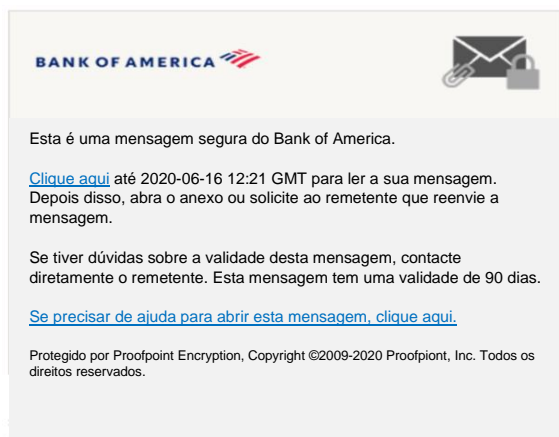 BANK OF AMERICA
Esta é uma mensagem segura do Bank of America.
Clique aqui até 2020-06-16 12:21 GMT para ler a sua mensagem.
Depois disso, abra o anexo ou solicite ao remetente que reenvie a
mensagem.
Se tiver dúvidas sobre a validade desta mensagem, contacte
diretamente o remetente. Esta mensagem tem uma validade de 90 dias.
Se precisar de ajuda para abrir esta mensagem, clique aqui.
Protegido por Proofpoint Encryption, Copyright ©2009-2020 Proofpiont, Inc. Todos os
direitos reservados.